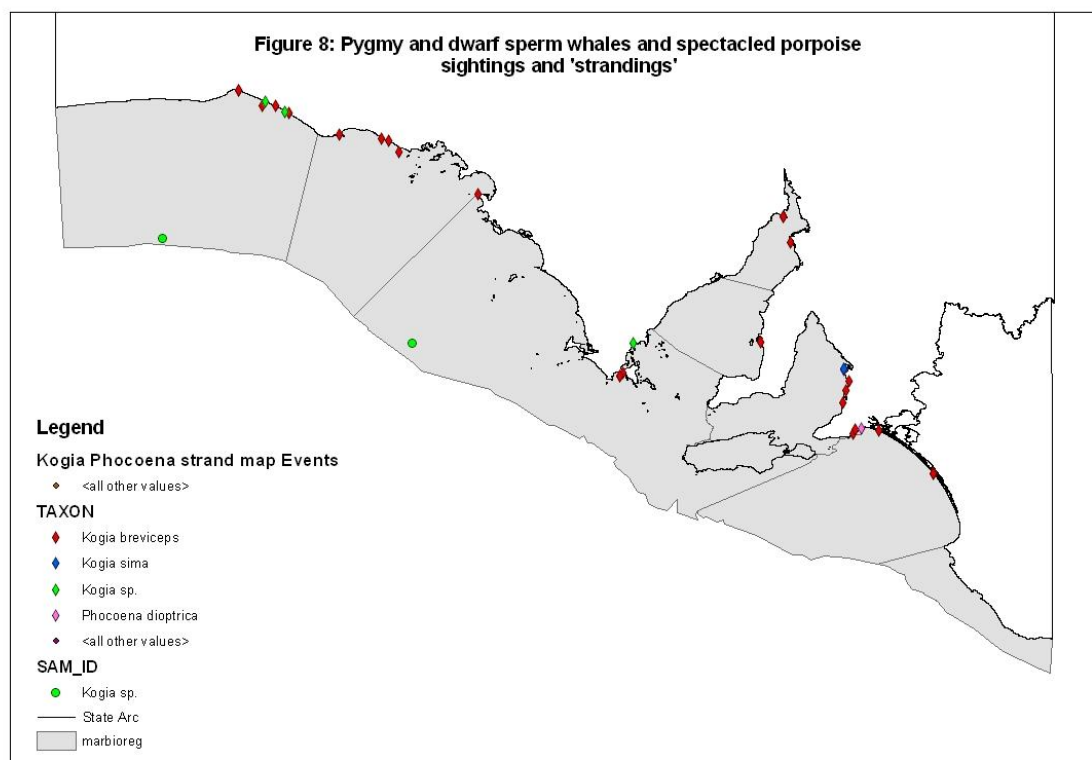 Figure 8: Pygmy and dwarf sperm whales and spectacled porpoise
sightings and 'strandings'
Legend
Kogia Phocoena strand map Events
<all other values>
TAXON
Kogia breviceps
Kogia sima
Kogia sp.
Phocoena dioptrica
<all other values>
SAM_ID
Kogia sp.
State Arc
marbioreg